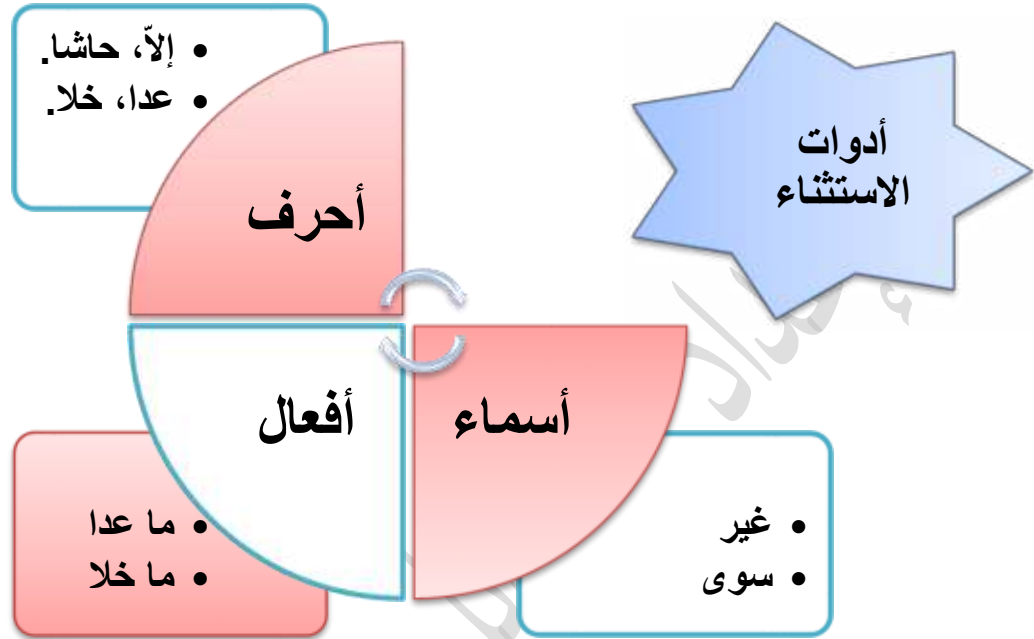 أدوات
الاستثناء
أحرف
• إلاّ، حاشا.
• عدا، خلا.
أسماء
• غير
• سوى
أفعال
• ما عدا
• ما خلا